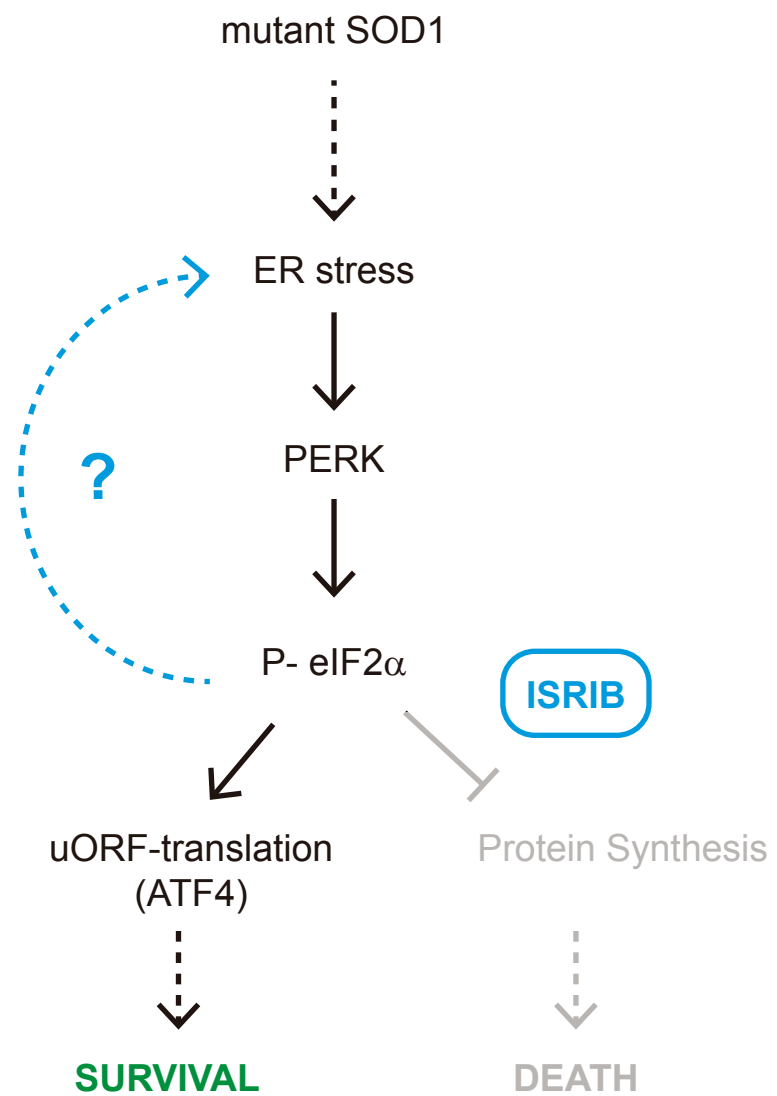 mutant SOD1
ER stress
?
PERK
P- eIF2α
ISRIB
uORF-translation
(ATF4)
Protein Synthesis
SURVIVAL
DEATH